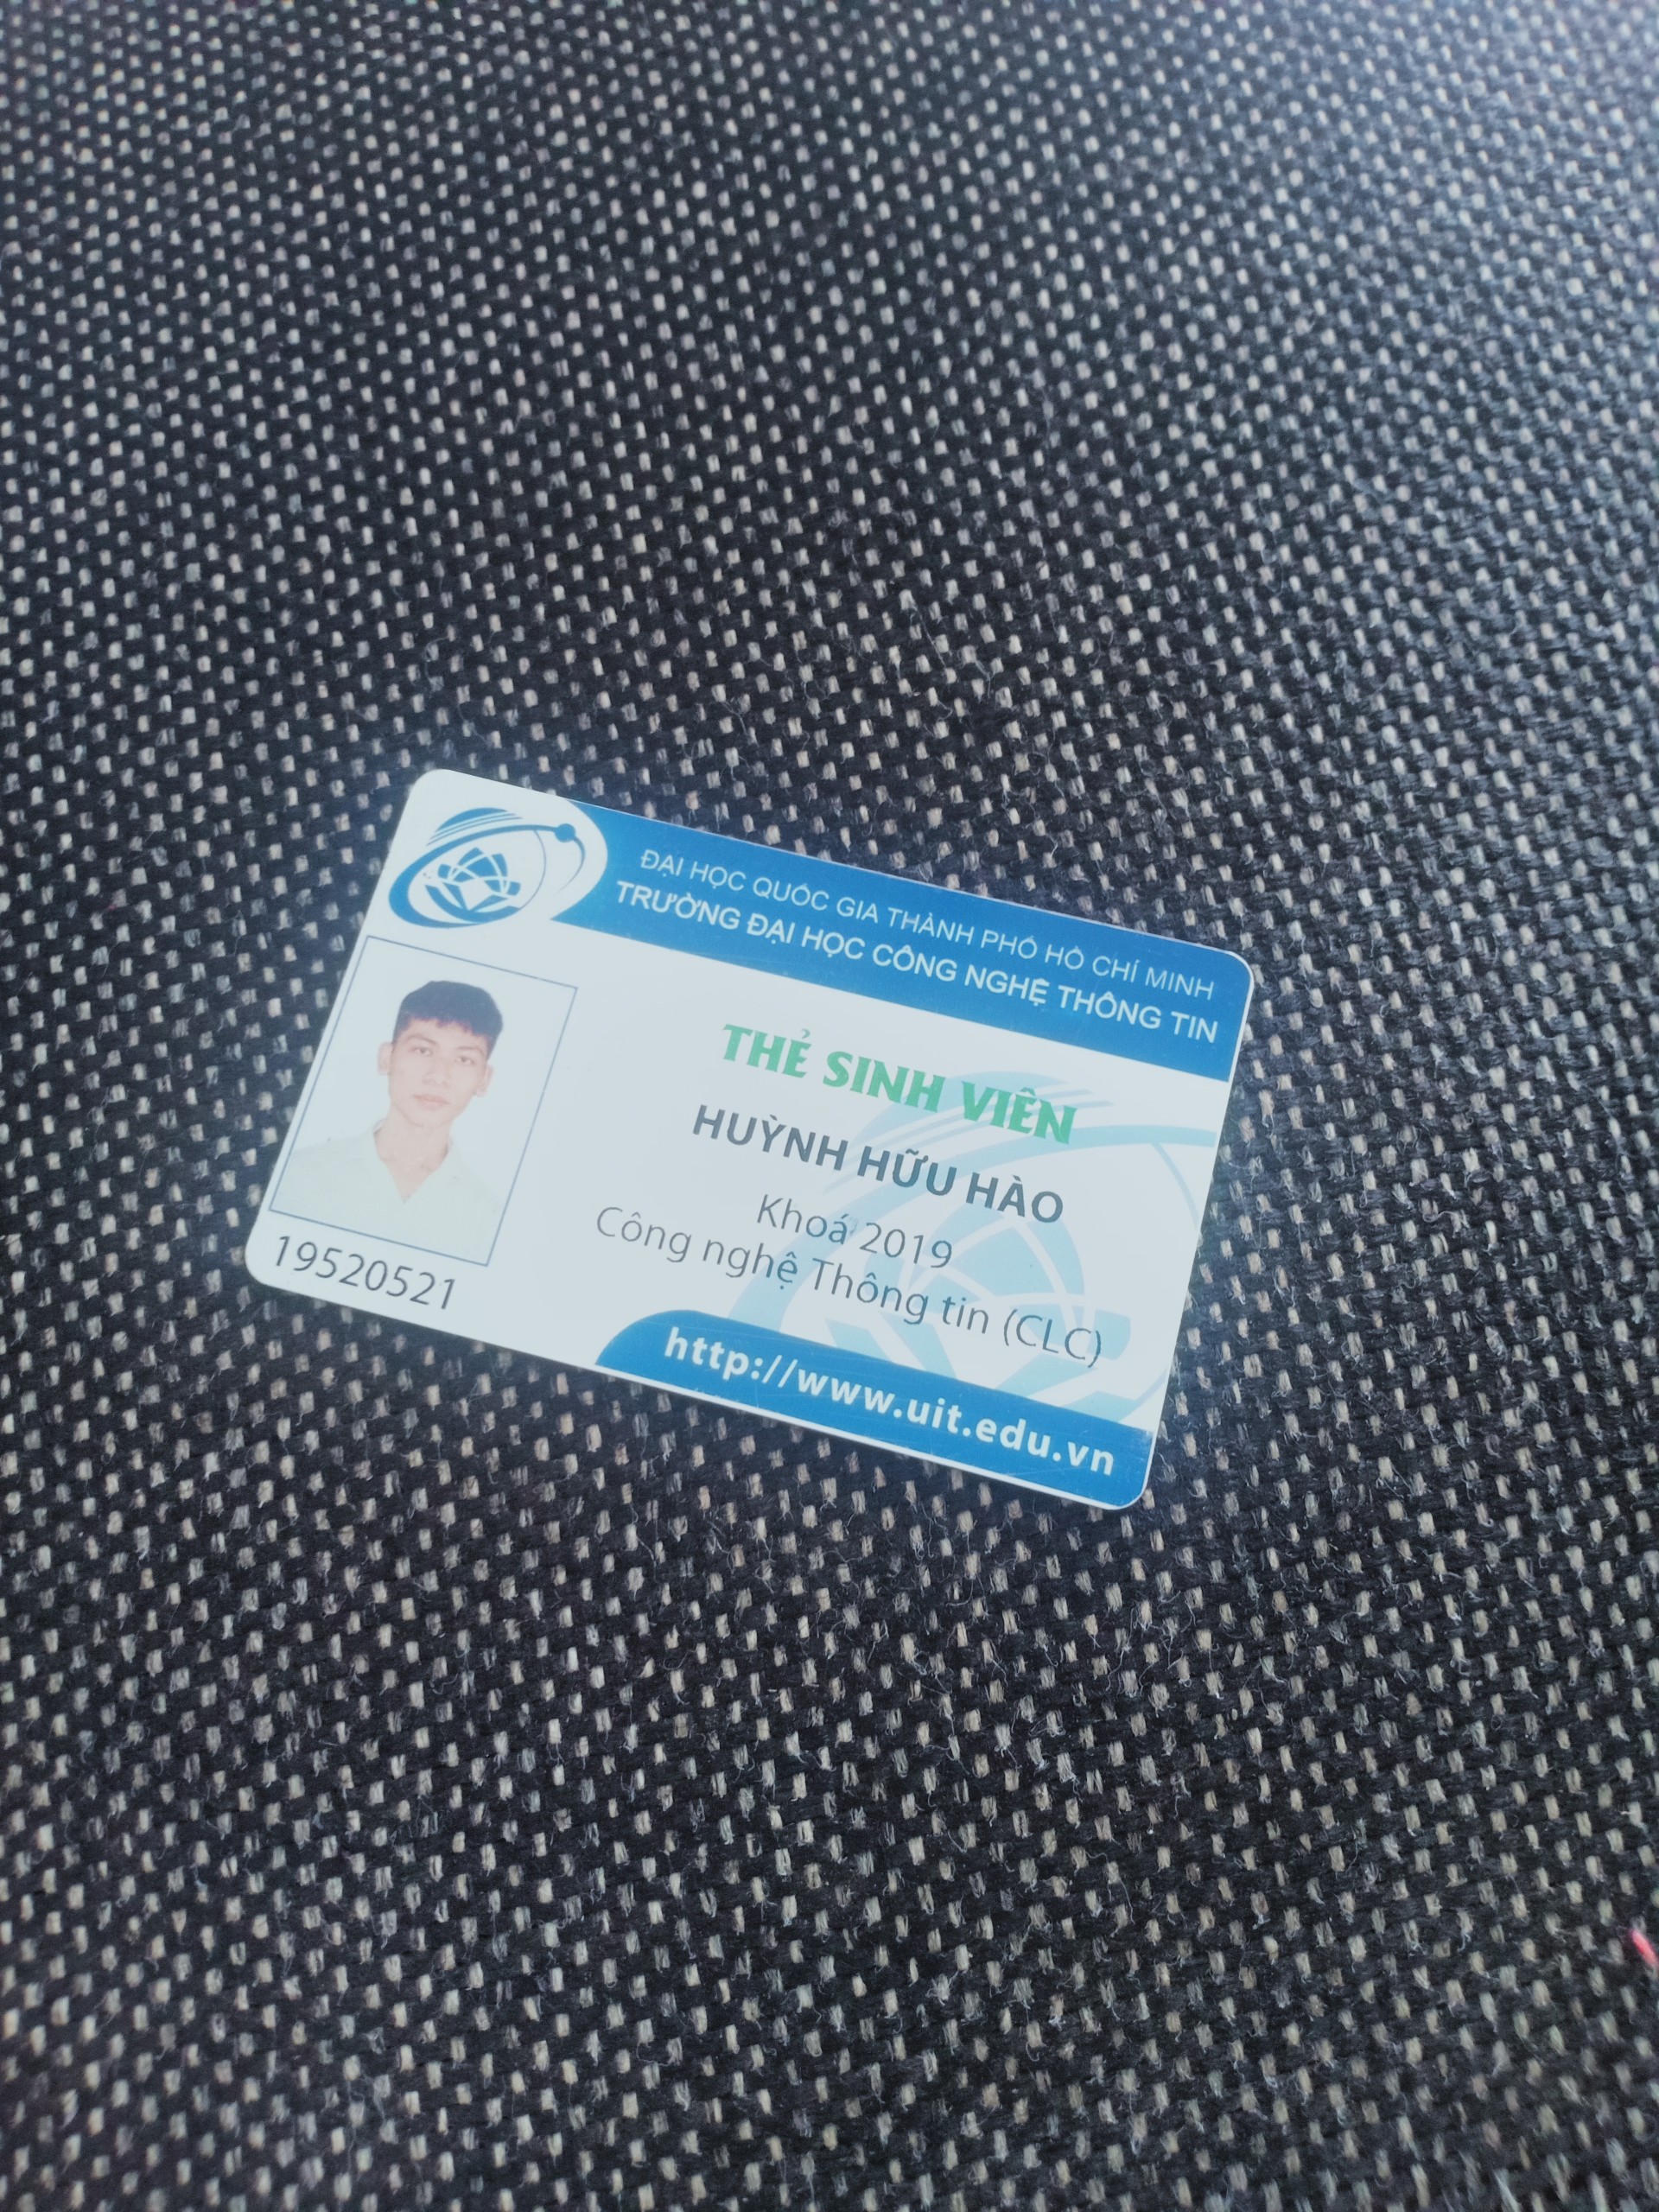 ĐẠI HỌC QUỐC GIA THÀNH PHỐ HỒ CHÍ MINH
TRƯỜNG ĐẠI HỌC CÔNG NGHỆ THÔNG TIN
THẺ SINH VIÊN
HUỲNH HỮU HÀO
Khoá 2019
Công nghệ Thông tin (CLC)
19520521
http://www.uit.edu.vn